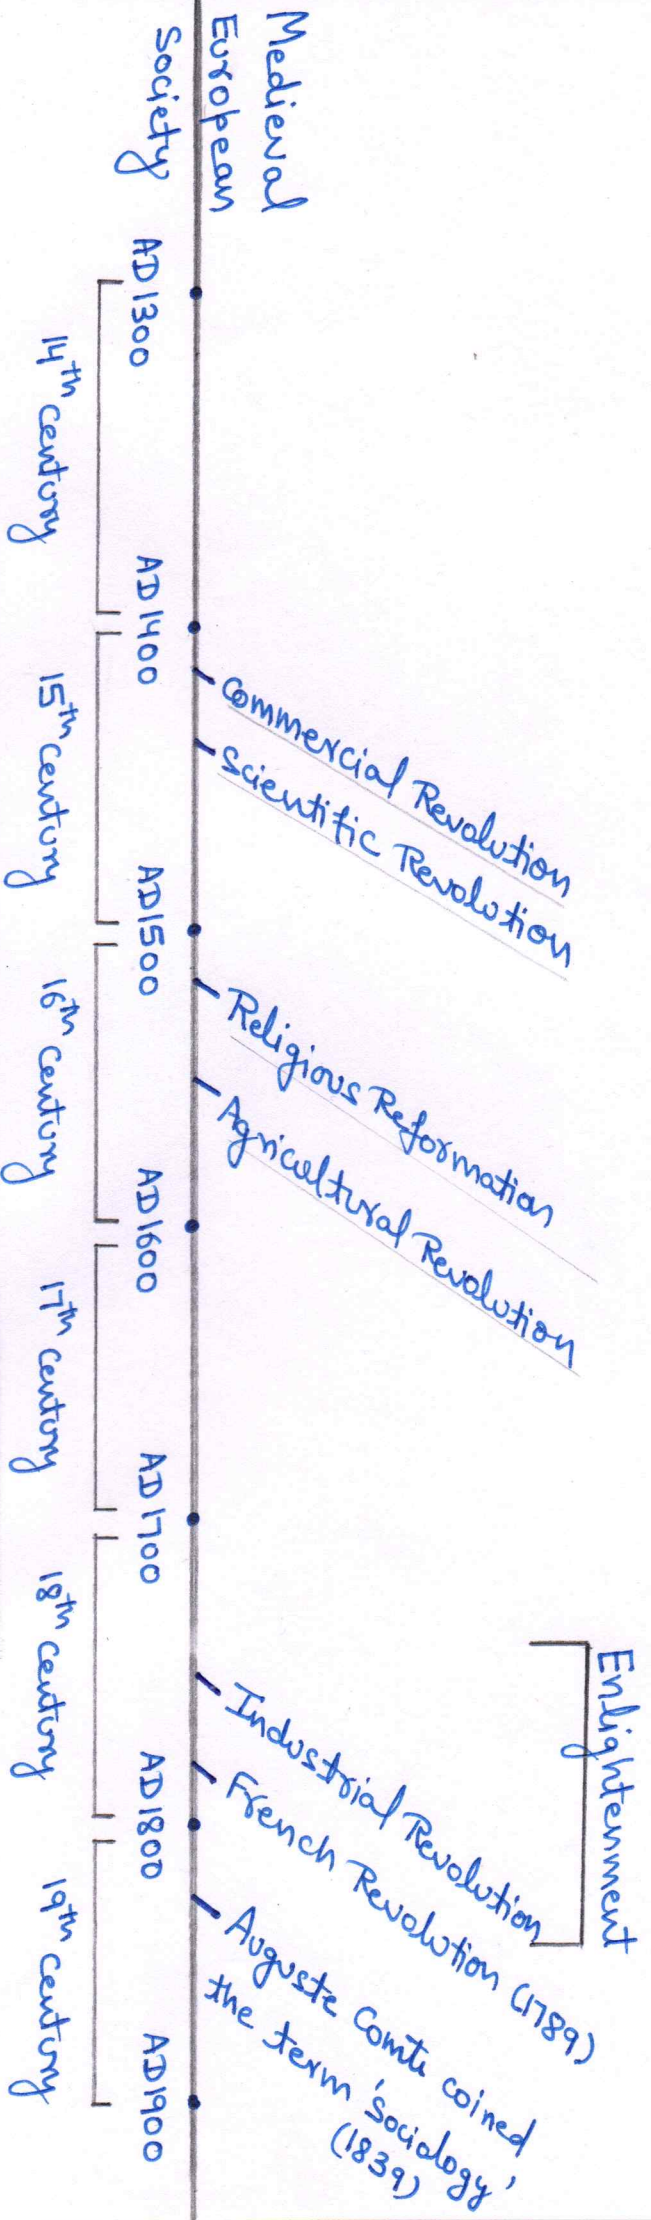 Medieval
European
Society
Enlightenment
Commercial Revolution
Scientific Revolution
Religious Reformation
Agricultural Revolution
Industrial Revolution
French Revolution (1789)
Auguste Comte coined
the term 'Sociology'
(1839)
AD 1300
AD 1400
AD 1500
AD 1600
AD 1700
AD 1800
AD 1900
14th century
15th century
16th century
17th century
18th century
19th century